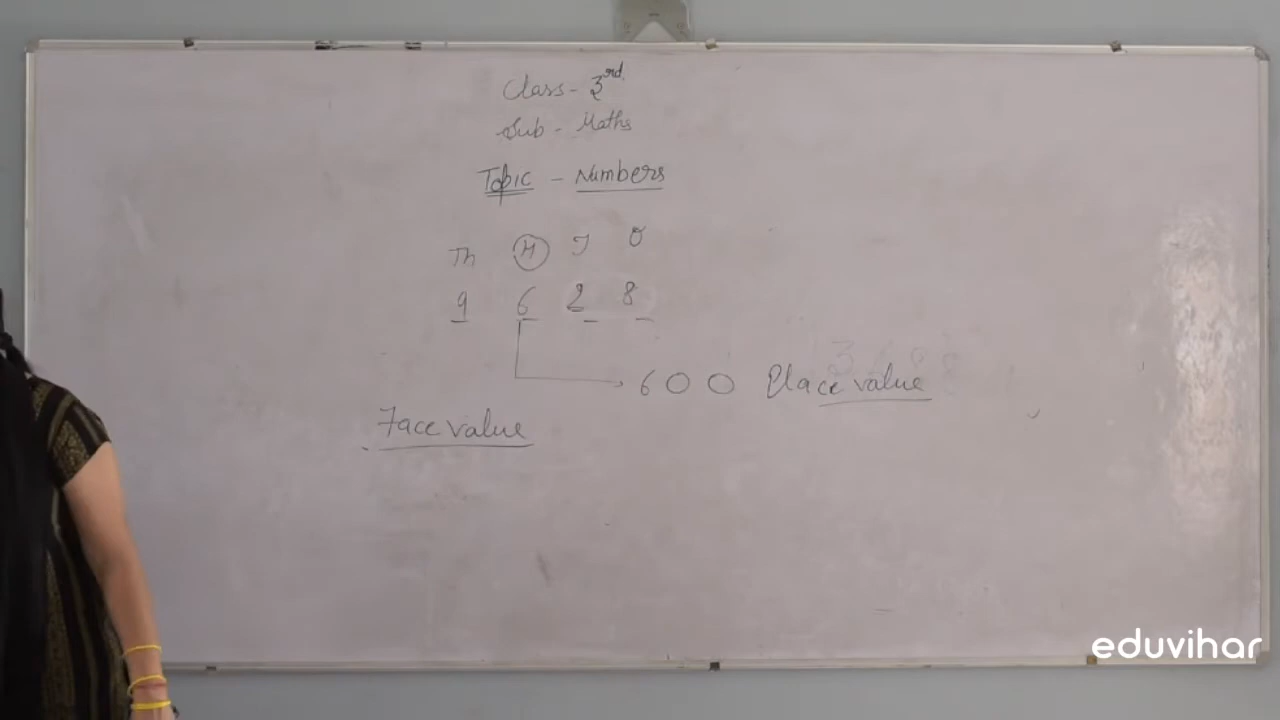 Class - 3rd
Sub - Maths
Topic - Numbers
Th H T O
9 6 2 8
600 Place value
Face value
eduvihar